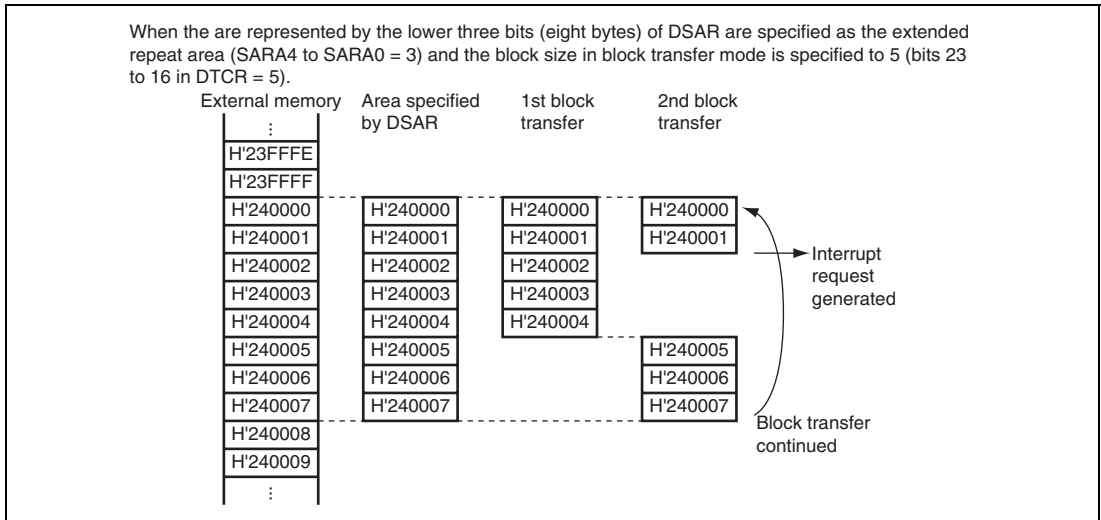 When the are represented by the lower three bits (eight bytes) of DSAR are specified as the extended
repeat area (SARA4 to SARA0 = 3) and the block size in block transfer mode is specified to 5 (bits 23
to 16 in DTCR = 5).
External memory
Area specified
by DSAR
1st block
transfer
2nd block
transfer
⋮
H'23FFFE
H'23FFFF
H'240000 H'240000 H'240000 H'240000
H'240001 H'240001 H'240001 H'240001
H'240002 H'240002 H'240002
H'240003 H'240003 H'240003
H'240004 H'240004 H'240004
H'240005 H'240005 H'240005
H'240006 H'240006 H'240006
H'240007 H'240007 H'240007
H'240008
H'240009
⋮
Interrupt
request
generated
Block transfer
continued